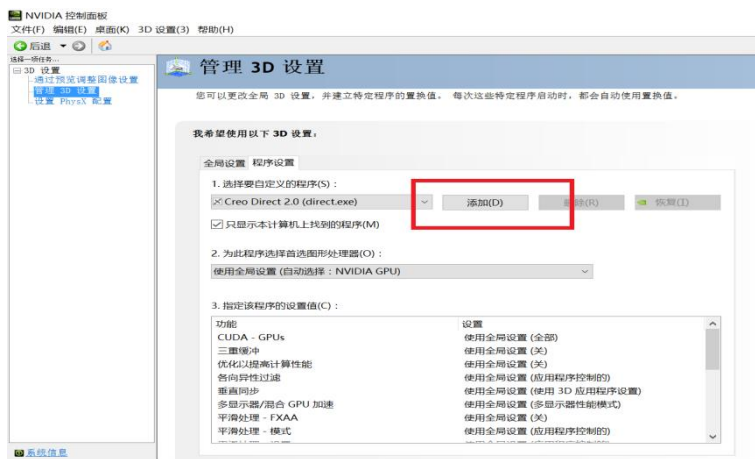 NVIDIA 控制面板
文件(F) 编辑(E) 桌面(K) 3D 设置(3) 帮助(H)
后退
选择一项任务...
3D 设置
通过预览调整图像设置
管理 3D 设置
设置 PhysX 配置
管理 3D 设置
您可以更改全局 3D 设置，并建立特定程序的置换值。 每次这些特定程序启动时，都会自动使用置换值。
我希望使用以下 3D 设置：
全局设置 程序设置
1. 选择要自定义的程序(S)：
Creo Direct 2.0 (direct.exe) 添加(D) 删除(R) 恢复(I)
只显示本计算机上找到的程序(M)
2. 为此程序选择首选图形处理器(O)：
使用全局设置 (自动选择：NVIDIA GPU)
3. 指定该程序的设置值(C)：
功能 设置
CUDA - GPUs 使用全局设置 (全部)
三重缓冲 使用全局设置 (关)
优化以提高计算性能 使用全局设置 (关)
各向异性过滤 使用全局设置 (应用程序控制的)
垂直同步 使用全局设置 (使用 3D 应用程序设置)
多显示器/混合 GPU 加速 使用全局设置 (多显示器性能模式)
平滑处理 - FXAA 使用全局设置 (关)
平滑处理 - 模式 使用全局设置 (应用程序控制的)
系统信息